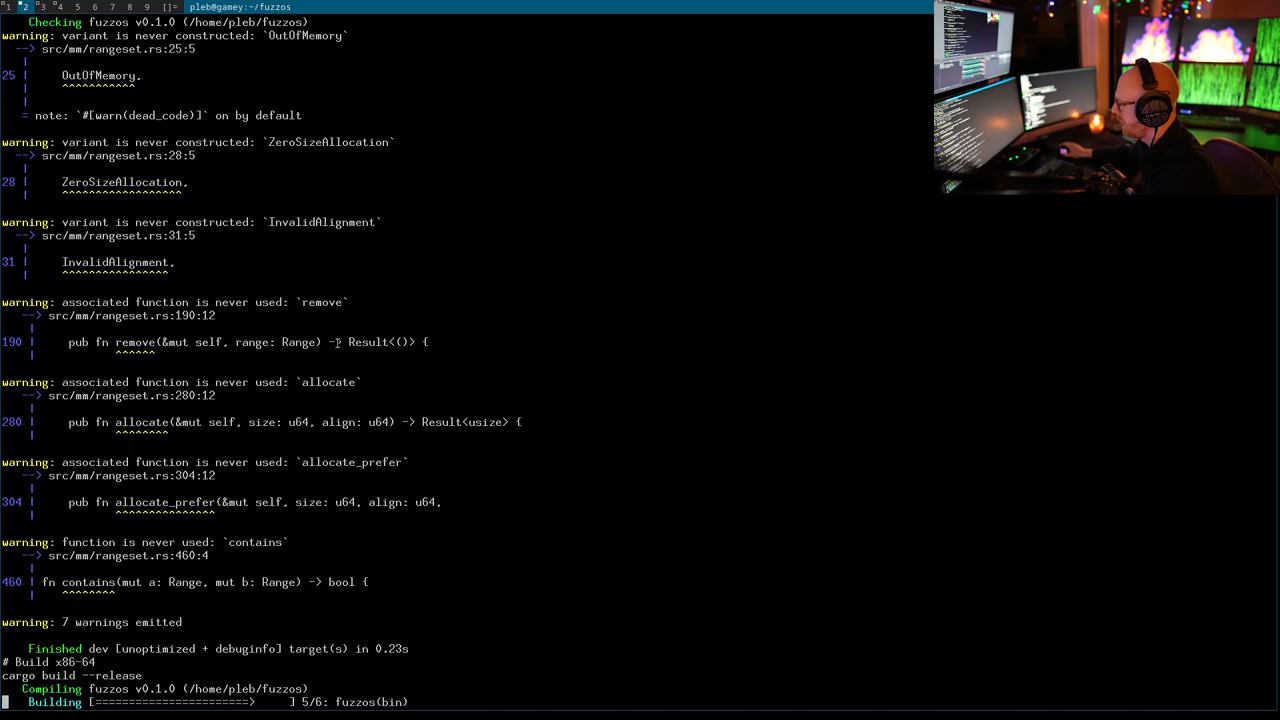 1 2 3 4 5 6 7 8 9 []= pleb@gamey:~/fuzzos
Checking fuzzos v0.1.0 (/home/pleb/fuzzos)
warning: variant is never constructed: `OutOfMemory`
--> src/mm/rangeset.rs:25:5
|
25 | OutOfMemory,
| ^^^^^^^^^^^
|
= note: `#[warn(dead_code)]` on by default
warning: variant is never constructed: `ZeroSizeAllocation`
--> src/mm/rangeset.rs:28:5
|
28 | ZeroSizeAllocation,
| ^^^^^^^^^^^^^^^^^^
warning: variant is never constructed: `InvalidAlignment`
--> src/mm/rangeset.rs:31:5
|
31 | InvalidAlignment,
| ^^^^^^^^^^^^^^^^
warning: associated function is never used: `remove`
--> src/mm/rangeset.rs:190:12
|
190 | pub fn remove(&mut self, range: Range) -> Result<()> {
| ^^^^^^
warning: associated function is never used: `allocate`
--> src/mm/rangeset.rs:280:12
|
280 | pub fn allocate(&mut self, size: u64, align: u64) -> Result<usize> {
| ^^^^^^^^
warning: associated function is never used: `allocate_prefer`
--> src/mm/rangeset.rs:304:12
|
304 | pub fn allocate_prefer(&mut self, size: u64, align: u64,
| ^^^^^^^^^^^^^^^
warning: function is never used: `contains`
--> src/mm/rangeset.rs:460:4
|
460 | fn contains(mut a: Range, mut b: Range) -> bool {
| ^^^^^^^^
warning: 7 warnings emitted
Finished dev [unoptimized + debuginfo] target(s) in 0.23s
# Build x86-64
cargo build --release
Compiling fuzzos v0.1.0 (/home/pleb/fuzzos)
Building [=======================> ] 5/6: fuzzos(bin)